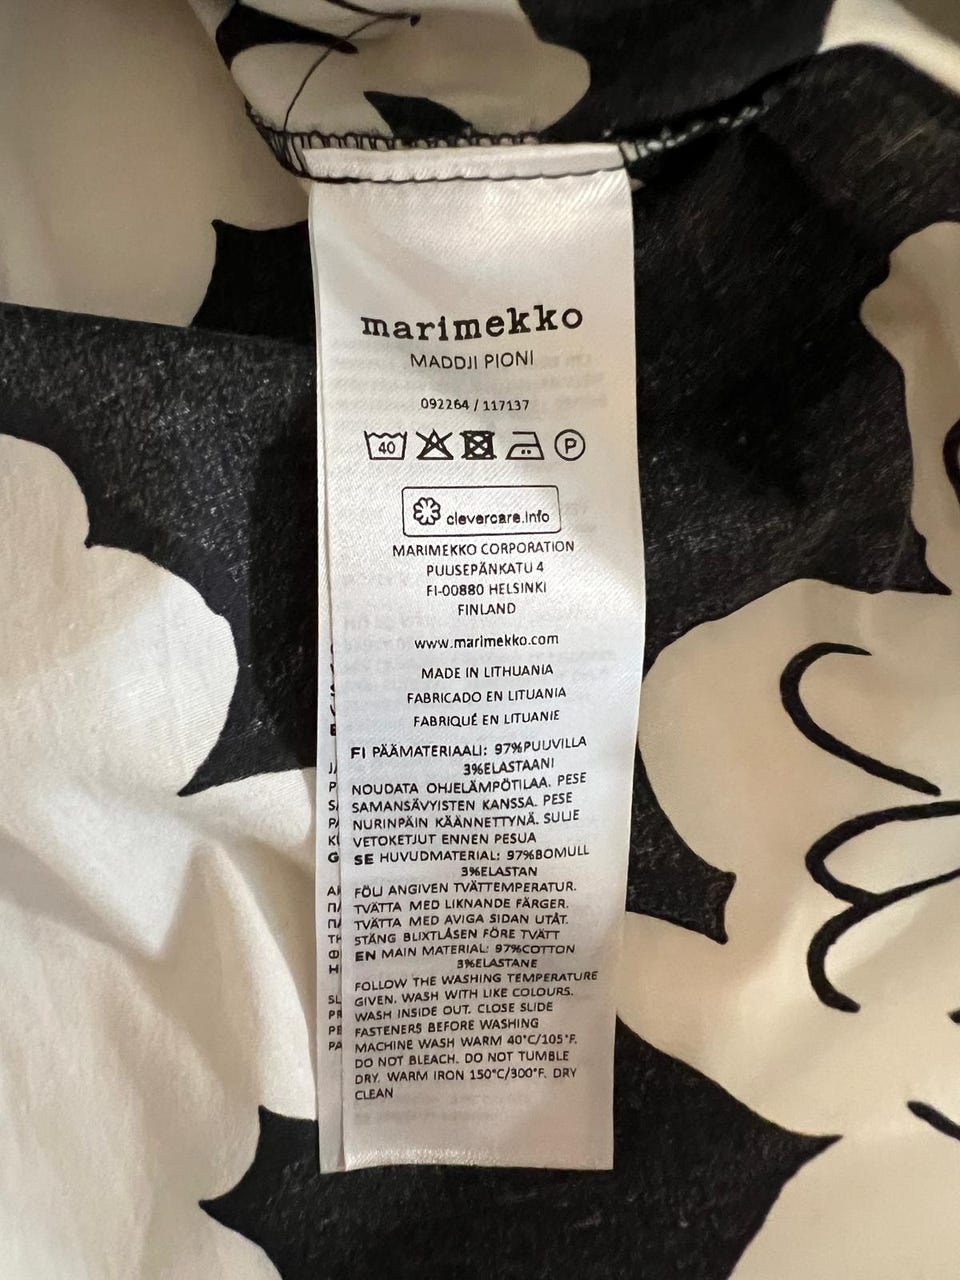 marimekko
MADDJI PIONI
092264 / 117137
40 P
clevercare.info
MARIMEKKO CORPORATION
PUUSEPÄNKATU 4
FI-00880 HELSINKI
FINLAND
www.marimekko.com
MADE IN LITHUANIA
FABRICADO EN LITUANIA
FABRIQUÉ EN LITUANIE
FI PÄÄMATERIAALI: 97%PUUVILLA
3%ELASTAANI
NOUDATA OHJELÄMPÖTILAA. PESE
SAMANSÄVYISTEN KANSSA. PESE
NURINPÄIN KÄÄNNETTYNÄ. SULJE
VETOKETJUT ENNEN PESUA
SE HUVUDMATERIAL: 97%BOMULL
3%ELASTAN
FÖLJ ANGIVEN TVÄTTEMPERATUR.
TVÄTTA MED LIKNANDE FÄRGER.
TVÄTTA MED AVIGA SIDAN UTÅT.
STÄNG BLIXTLÅSEN FÖRE TVÄTT
EN MAIN MATERIAL: 97%COTTON
3%ELASTANE
FOLLOW THE WASHING TEMPERATURE
GIVEN. WASH WITH LIKE COLOURS.
WASH INSIDE OUT. CLOSE SLIDE
FASTENERS BEFORE WASHING
MACHINE WASH WARM 40°C/105°F.
DO NOT BLEACH. DO NOT TUMBLE
DRY. WARM IRON 150°C/300°F. DRY
CLEAN